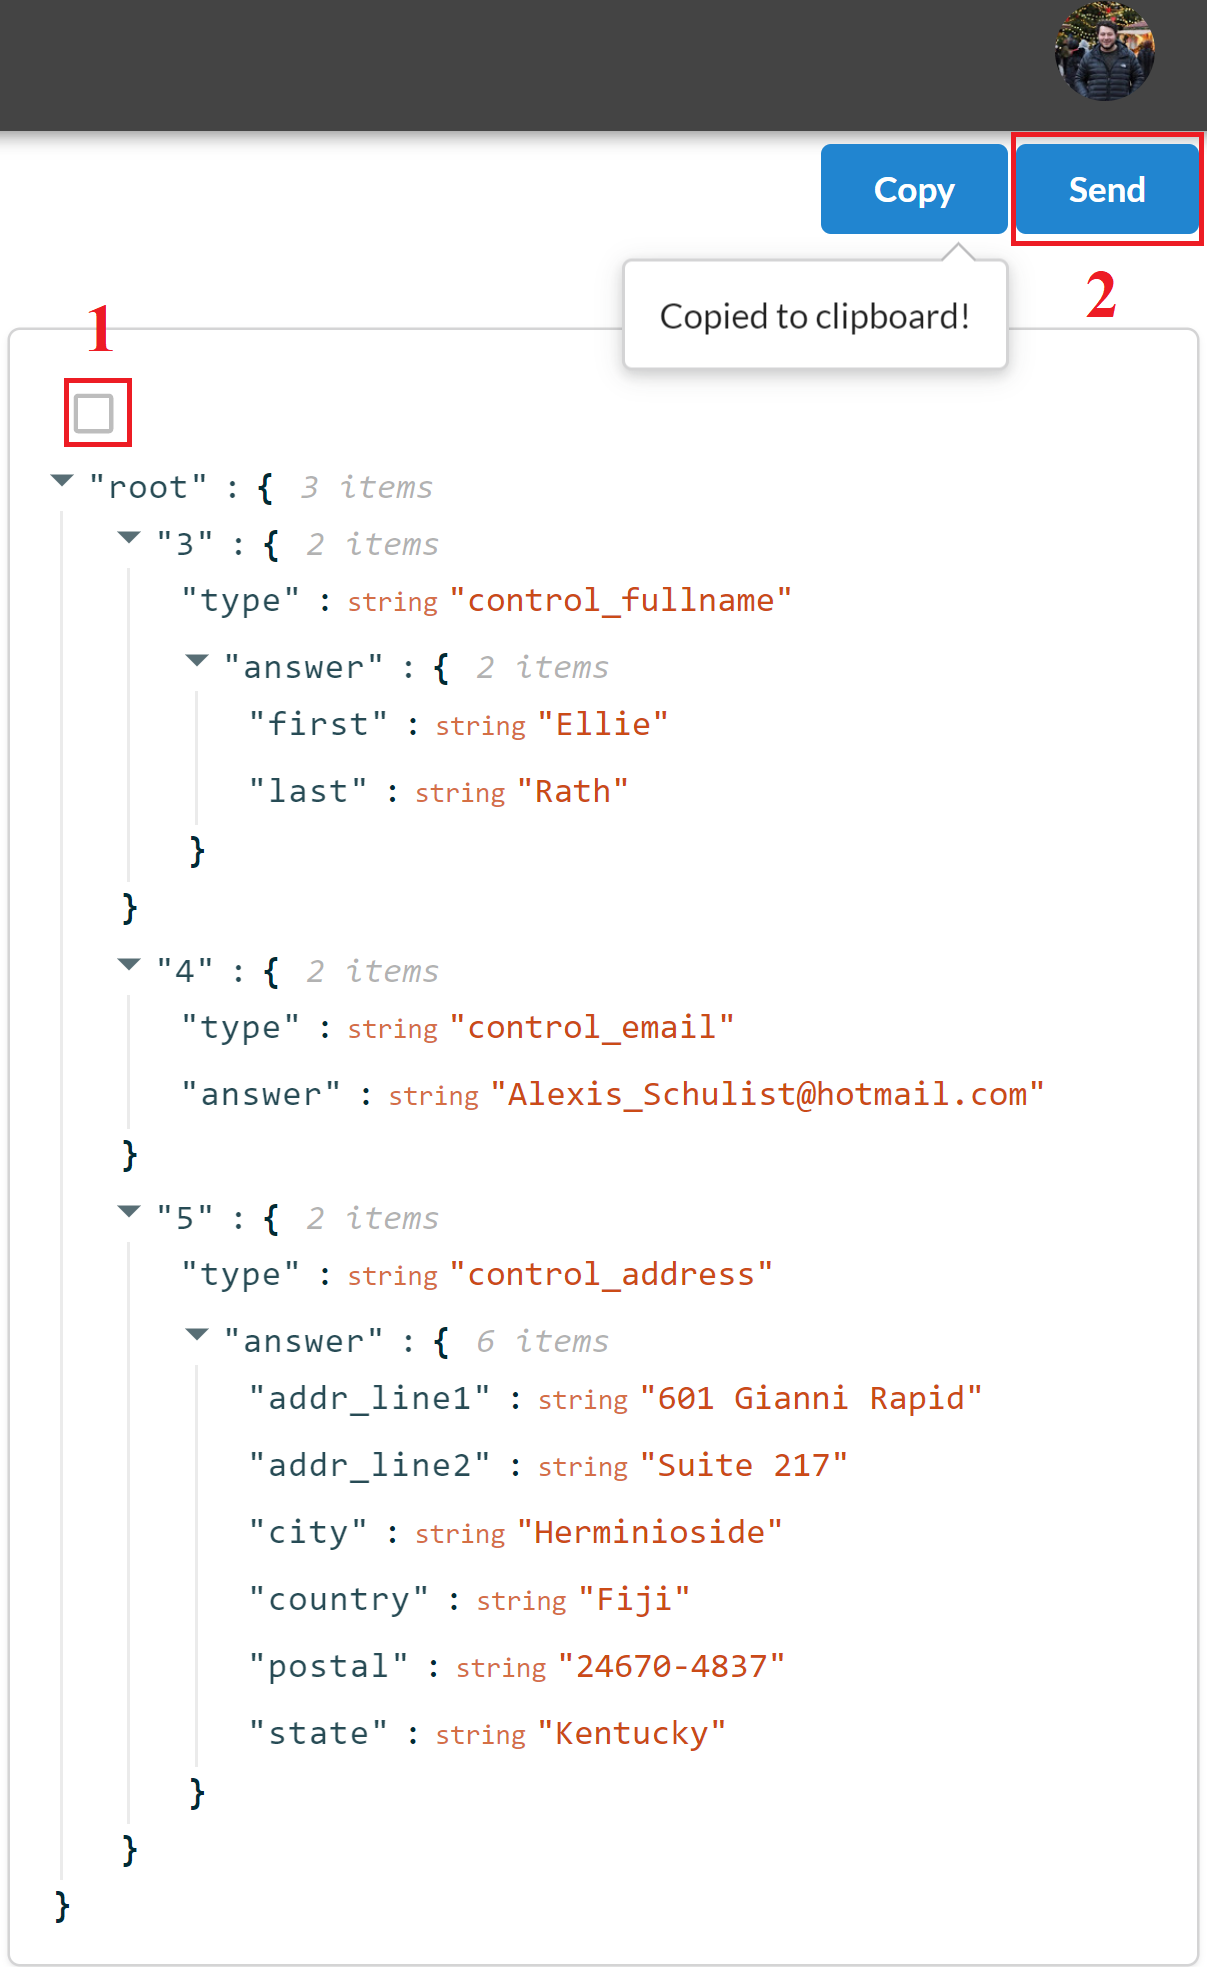 Copy Send
Copied to clipboard!
2
1
"root" : { 3 items
"3" : { 2 items
"type" : string "control_fullname"
"answer" : { 2 items
"first" : string "Ellie"
"last" : string "Rath"
}
}
"4" : { 2 items
"type" : string "control_email"
"answer" : string "Alexis_Schulist@hotmail.com"
}
"5" : { 2 items
"type" : string "control_address"
"answer" : { 6 items
"addr_line1" : string "601 Gianni Rapid"
"addr_line2" : string "Suite 217"
"city" : string "Herminioside"
"country" : string "Fiji"
"postal" : string "24670-4837"
"state" : string "Kentucky"
}
}
}